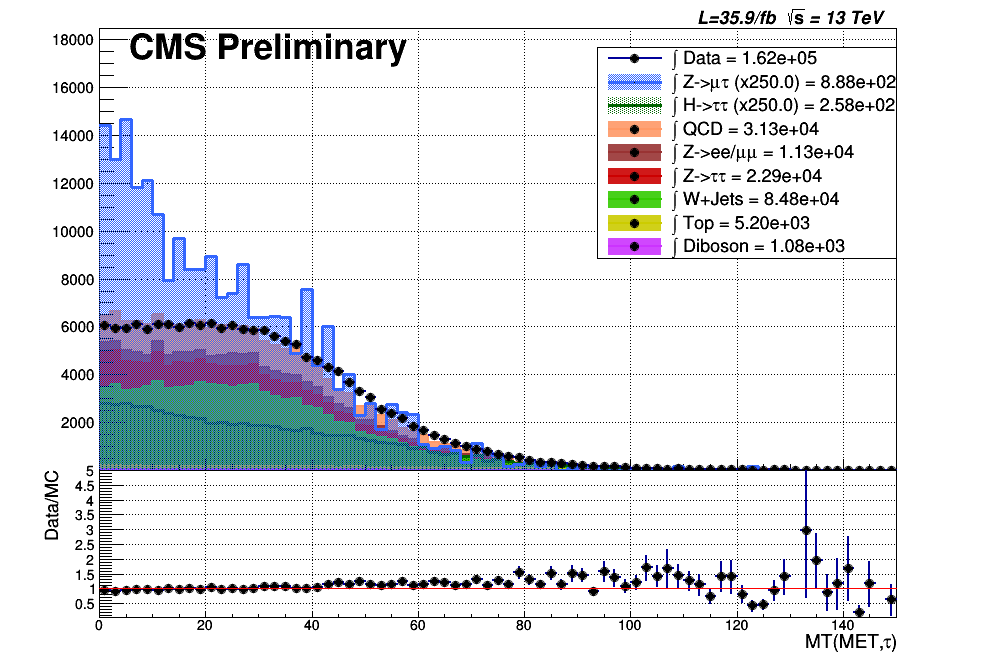 L=35.9/fb √s = 13 TeV
CMS Preliminary
18000
16000
14000
12000
10000
8000
6000
4000
2000
∫ Data = 1.62e+05
∫ Z->μτ (x250.0) = 8.88e+02
∫ H->ττ (x250.0) = 2.58e+02
∫ QCD = 3.13e+04
∫ Z->ee/μμ = 1.13e+04
∫ Z->ττ = 2.29e+04
∫ W+Jets = 8.48e+04
∫ Top = 5.20e+03
∫ Diboson = 1.08e+03
Data/MC
5
4.5
4
3.5
3
2.5
2
1.5
1
0.5
0 20 40 60 80 100 120 140
MT(MET,τ)